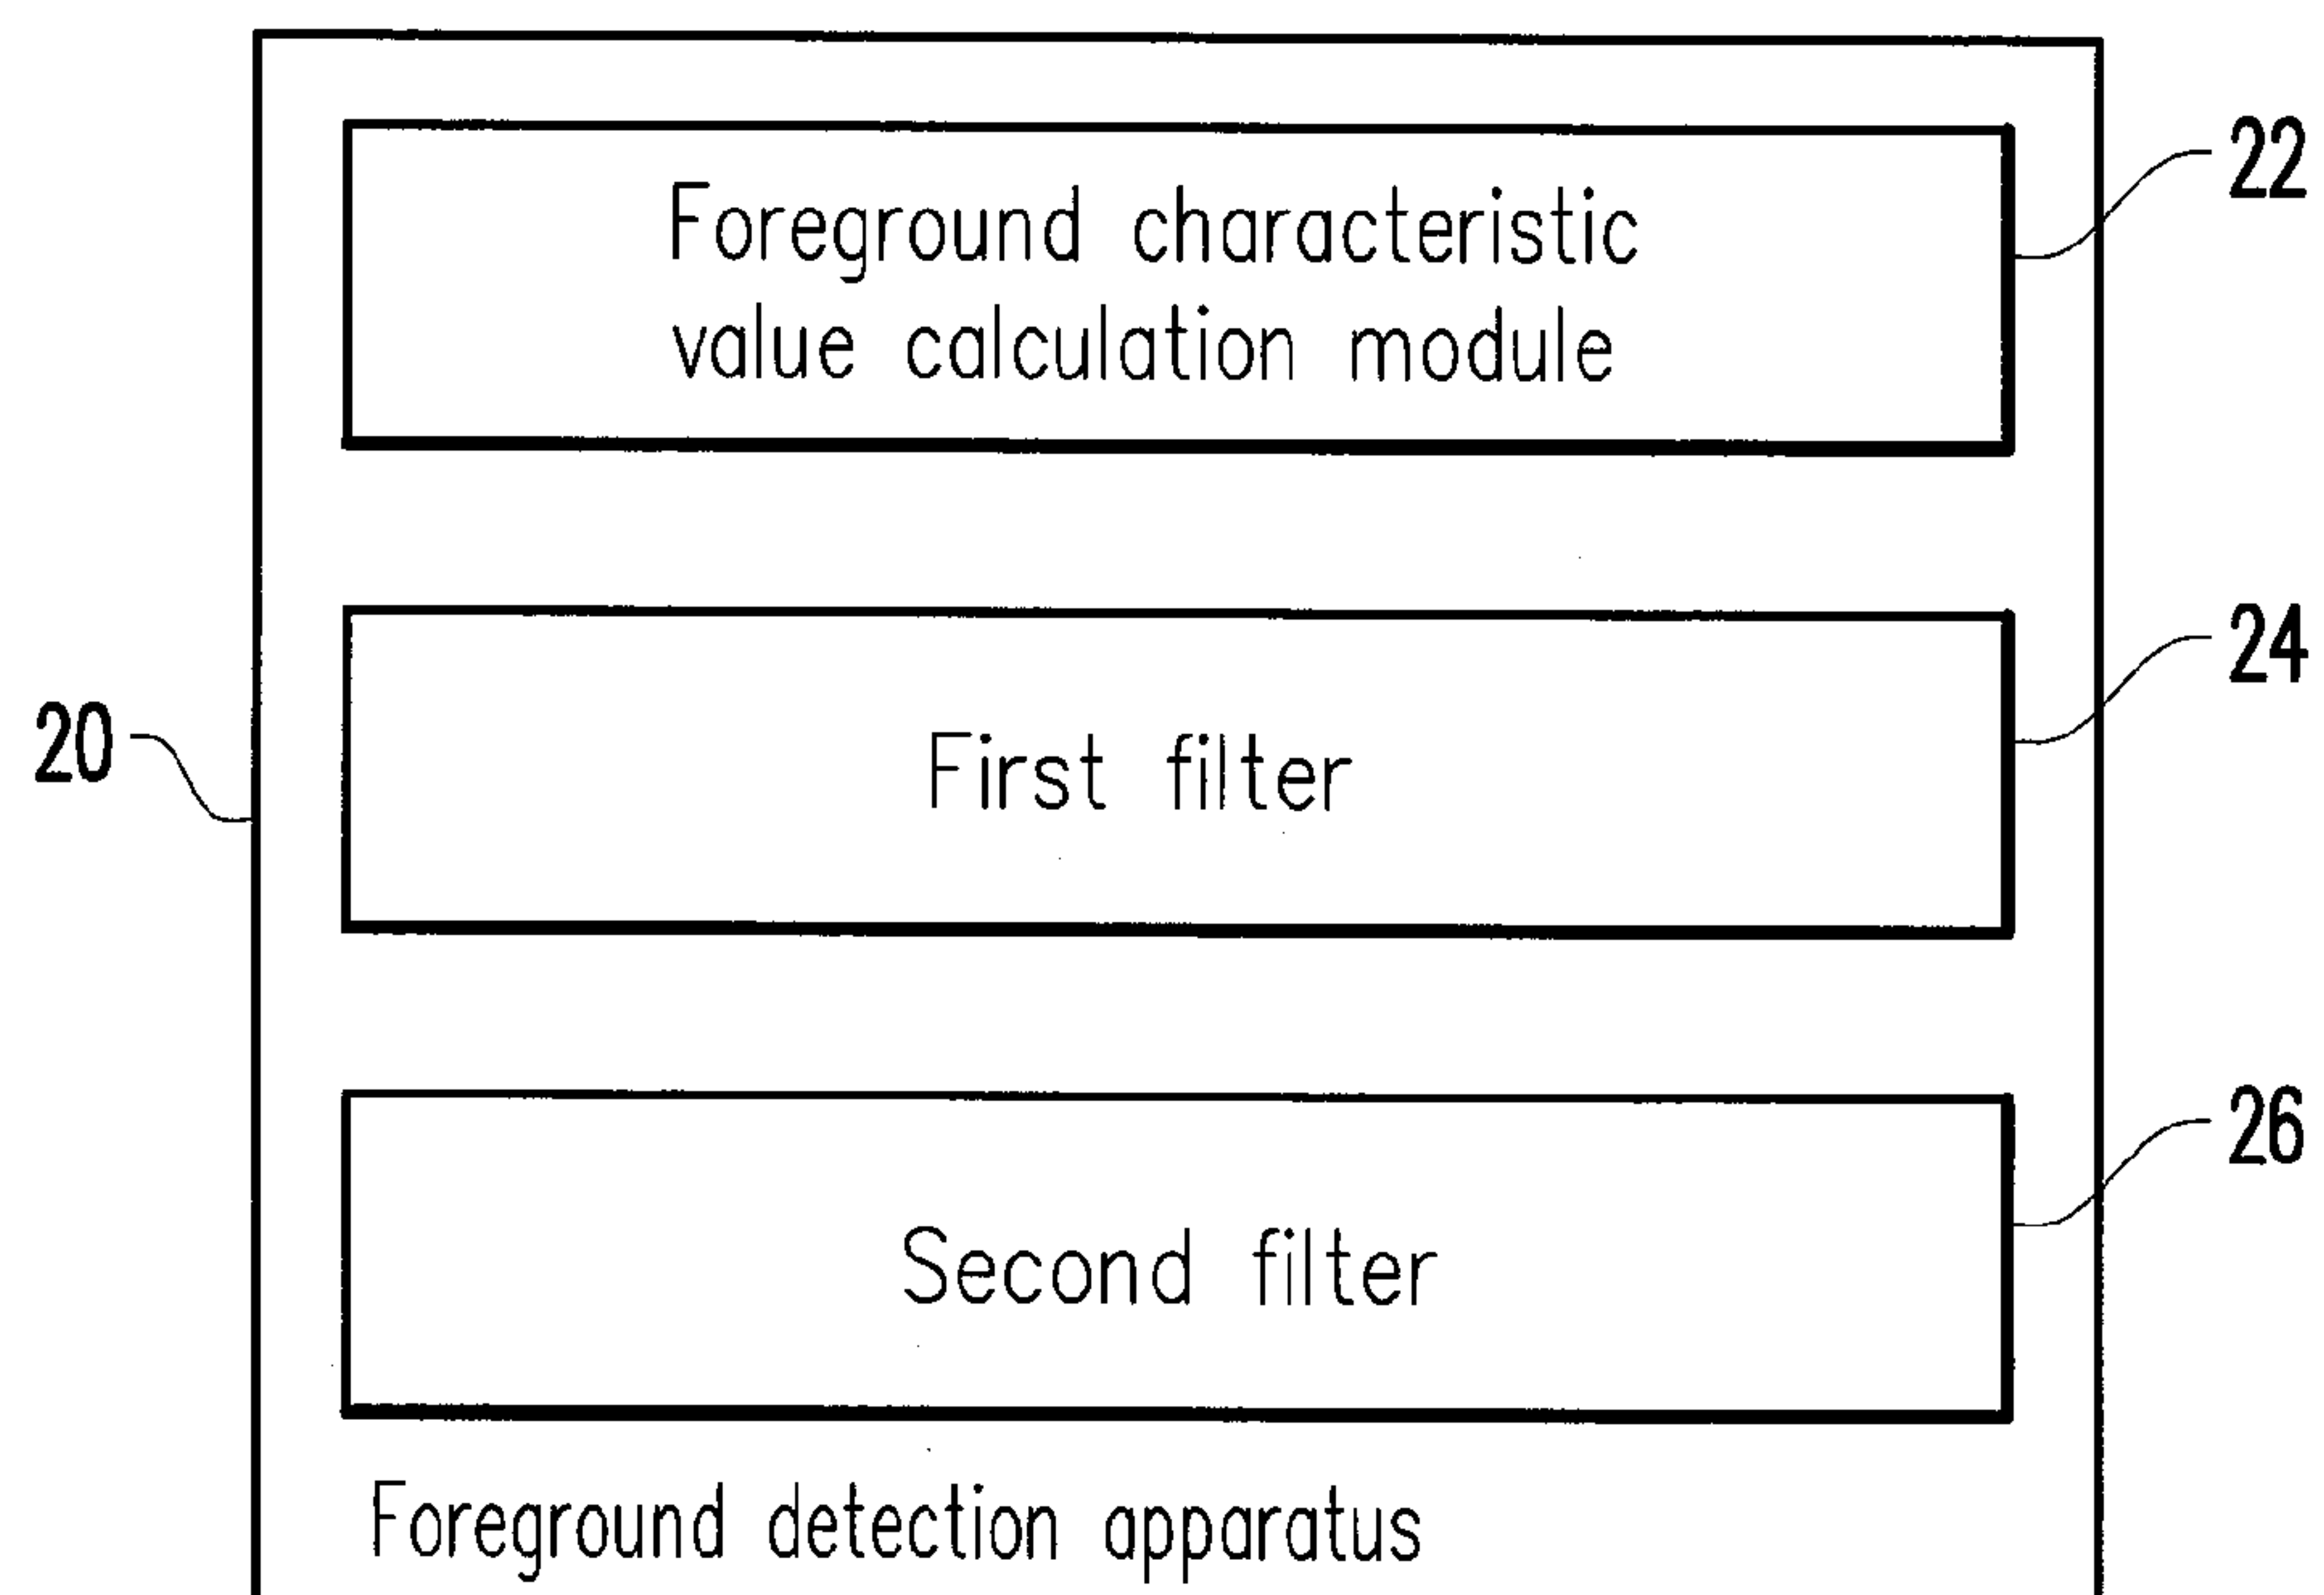 Foreground characteristic
value calculation module
22
First filter
24
20
Second filter
26
Foreground detection apparatus